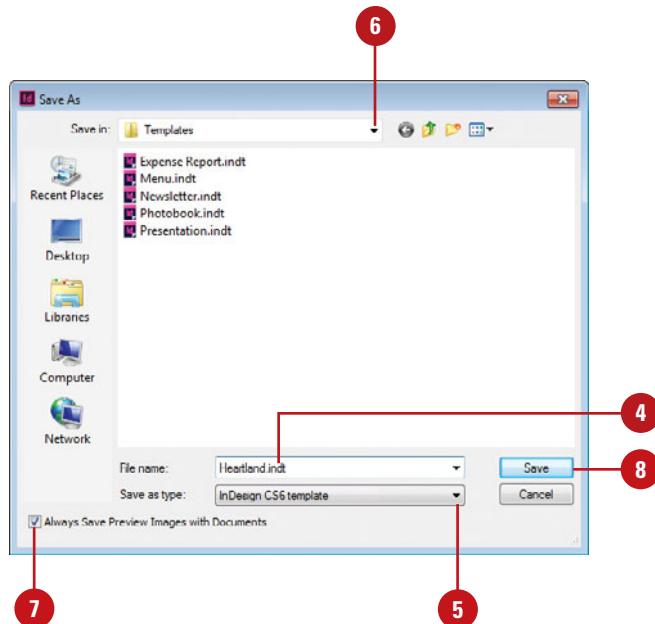 6
Id Save As
Save in: Templates
Expense Report.indt
Menu.indt
Newsletter.indt
Photobook.indt
Presentation.indt
Recent Places
Desktop
Libraries
Computer
Network
4
File name: Heartland.indt Save
8
Save as type: InDesign CS6 template Cancel
Always Save Preview Images with Documents
7
5